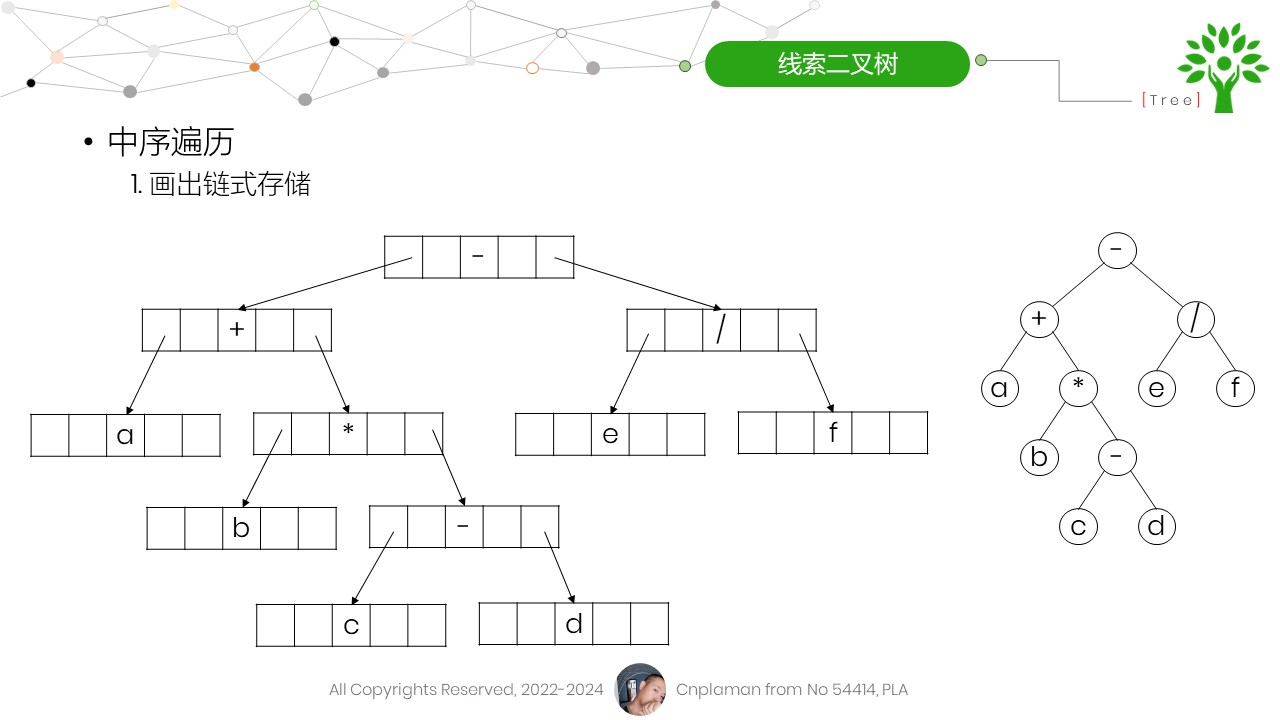 线索二叉树
[Tree]
• 中序遍历
1. 画出链式存储
-
+ /
a * e f
b -
c d
-
+ /
a * e f
b -
c d
All Copyrights Reserved, 2022-2024 Cnplaman from No 54414, PLA